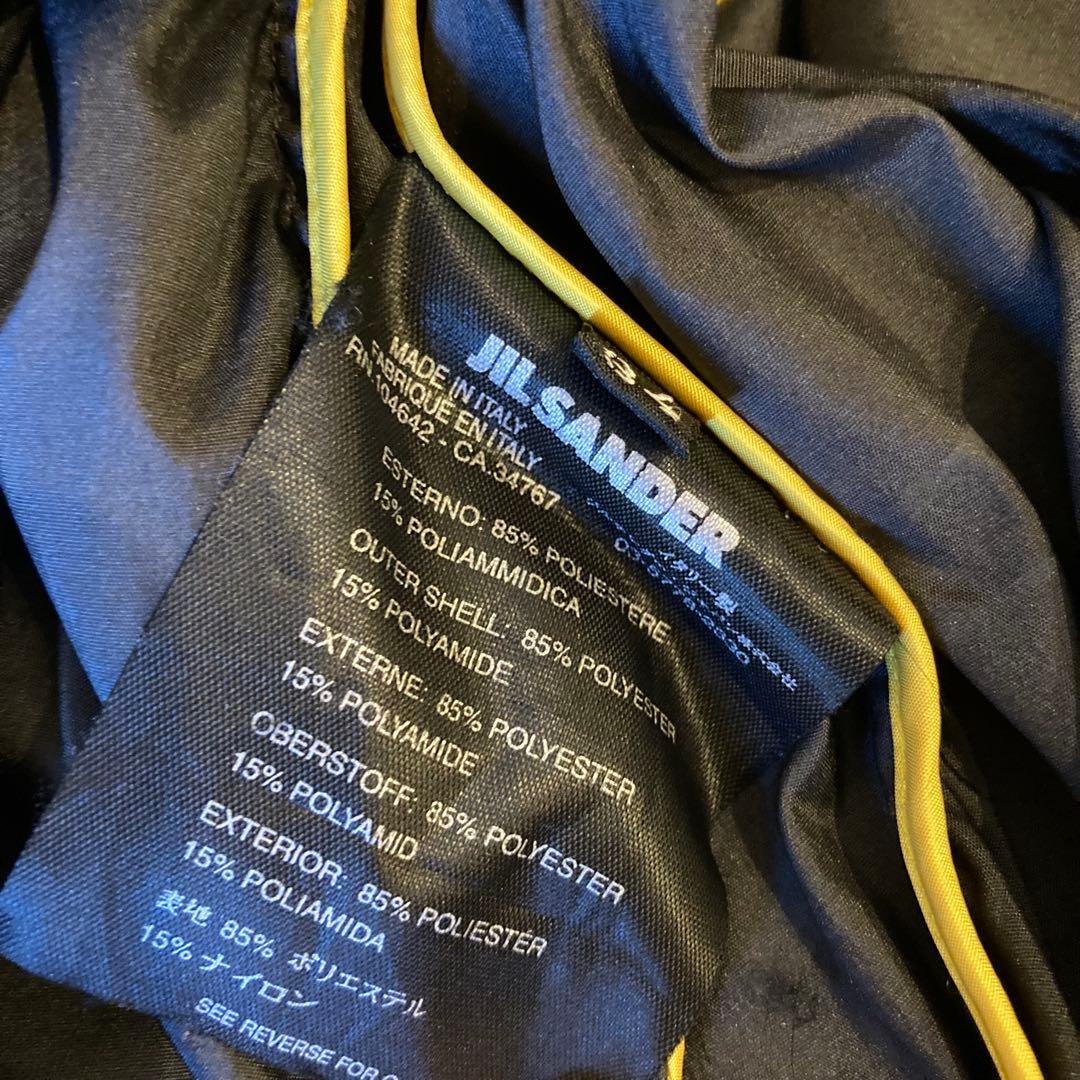 JIL SANDER
34
MADE IN ITALY
FABRIQUE EN ITALY
RN 104642 - CA.34767
ESTERNO: 85% POLIESTERE
15% POLIAMMIDICA
OUTER SHELL: 85% POLYESTER
15% POLYAMIDE
EXTERNE: 85% POLYESTER
15% POLYAMIDE
OBERSTOFF: 85% POLYESTER
15% POLYAMID
EXTERIOR: 85% POLIESTER
15% POLIAMIDA
表地 85% ポリエステル
15% ナイロン
SEE REVERSE FOR